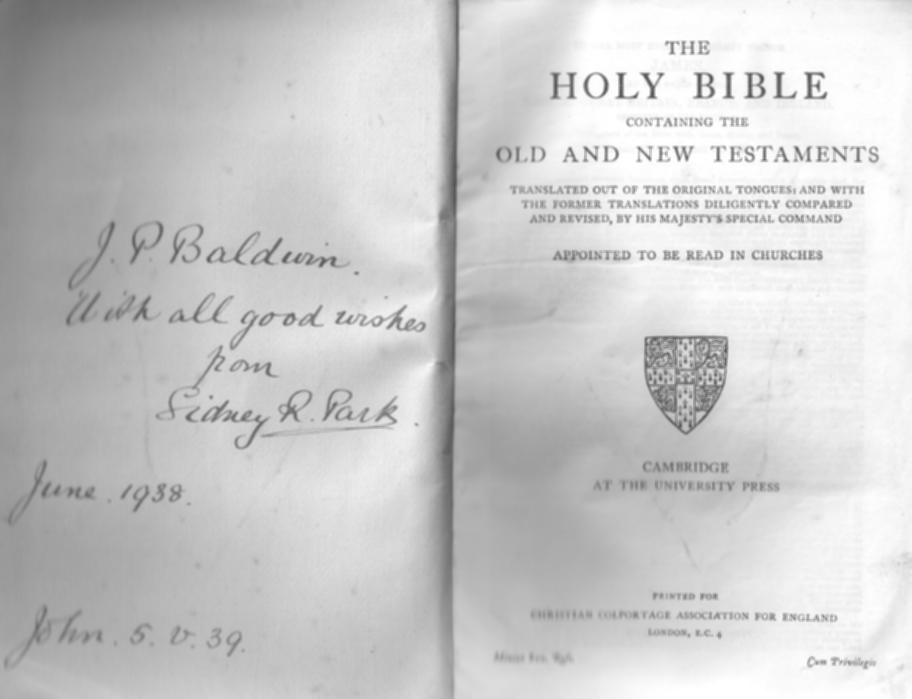 J. P. Baldwin.
With all good wishes
from
Sidney R. Park.
June. 1938.
John. 5. v. 39.
THE
HOLY BIBLE
CONTAINING THE
OLD AND NEW TESTAMENTS
TRANSLATED OUT OF THE ORIGINAL TONGUES: AND WITH
THE FORMER TRANSLATIONS DILIGENTLY COMPARED
AND REVISED, BY HIS MAJESTY'S SPECIAL COMMAND
APPOINTED TO BE READ IN CHURCHES
CAMBRIDGE
AT THE UNIVERSITY PRESS
PRINTED FOR
CHRISTIAN COLPORTAGE ASSOCIATION FOR ENGLAND
LONDON, E.C. 4
Cum Privilegio